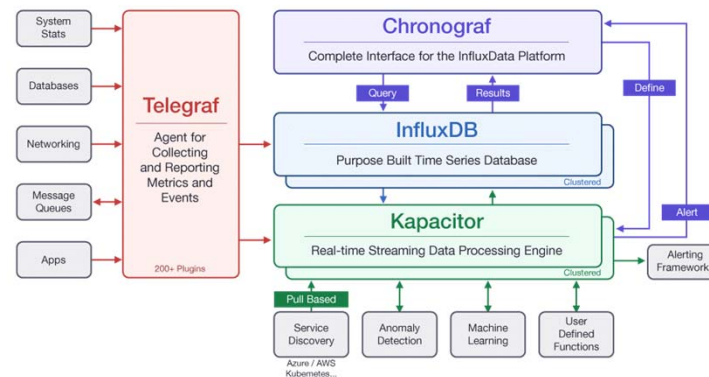 System
Stats
Databases
Networking
Message
Queues
Apps
Telegraf
Agent for
Collecting
and Reporting
Metrics and
Events
200+ Plugins
Chronograf
Complete Interface for the InfluxData Platform
Query
Results
Define
InfluxDB
Purpose Built Time Series Database
Clustered
Alert
Kapacitor
Real-time Streaming Data Processing Engine
Clustered
Alerting
Framework
Pull Based
Service
Discovery
Azure / AWS
Kubernetes...
Anomaly
Detection
Machine
Learning
User
Defined
Functions